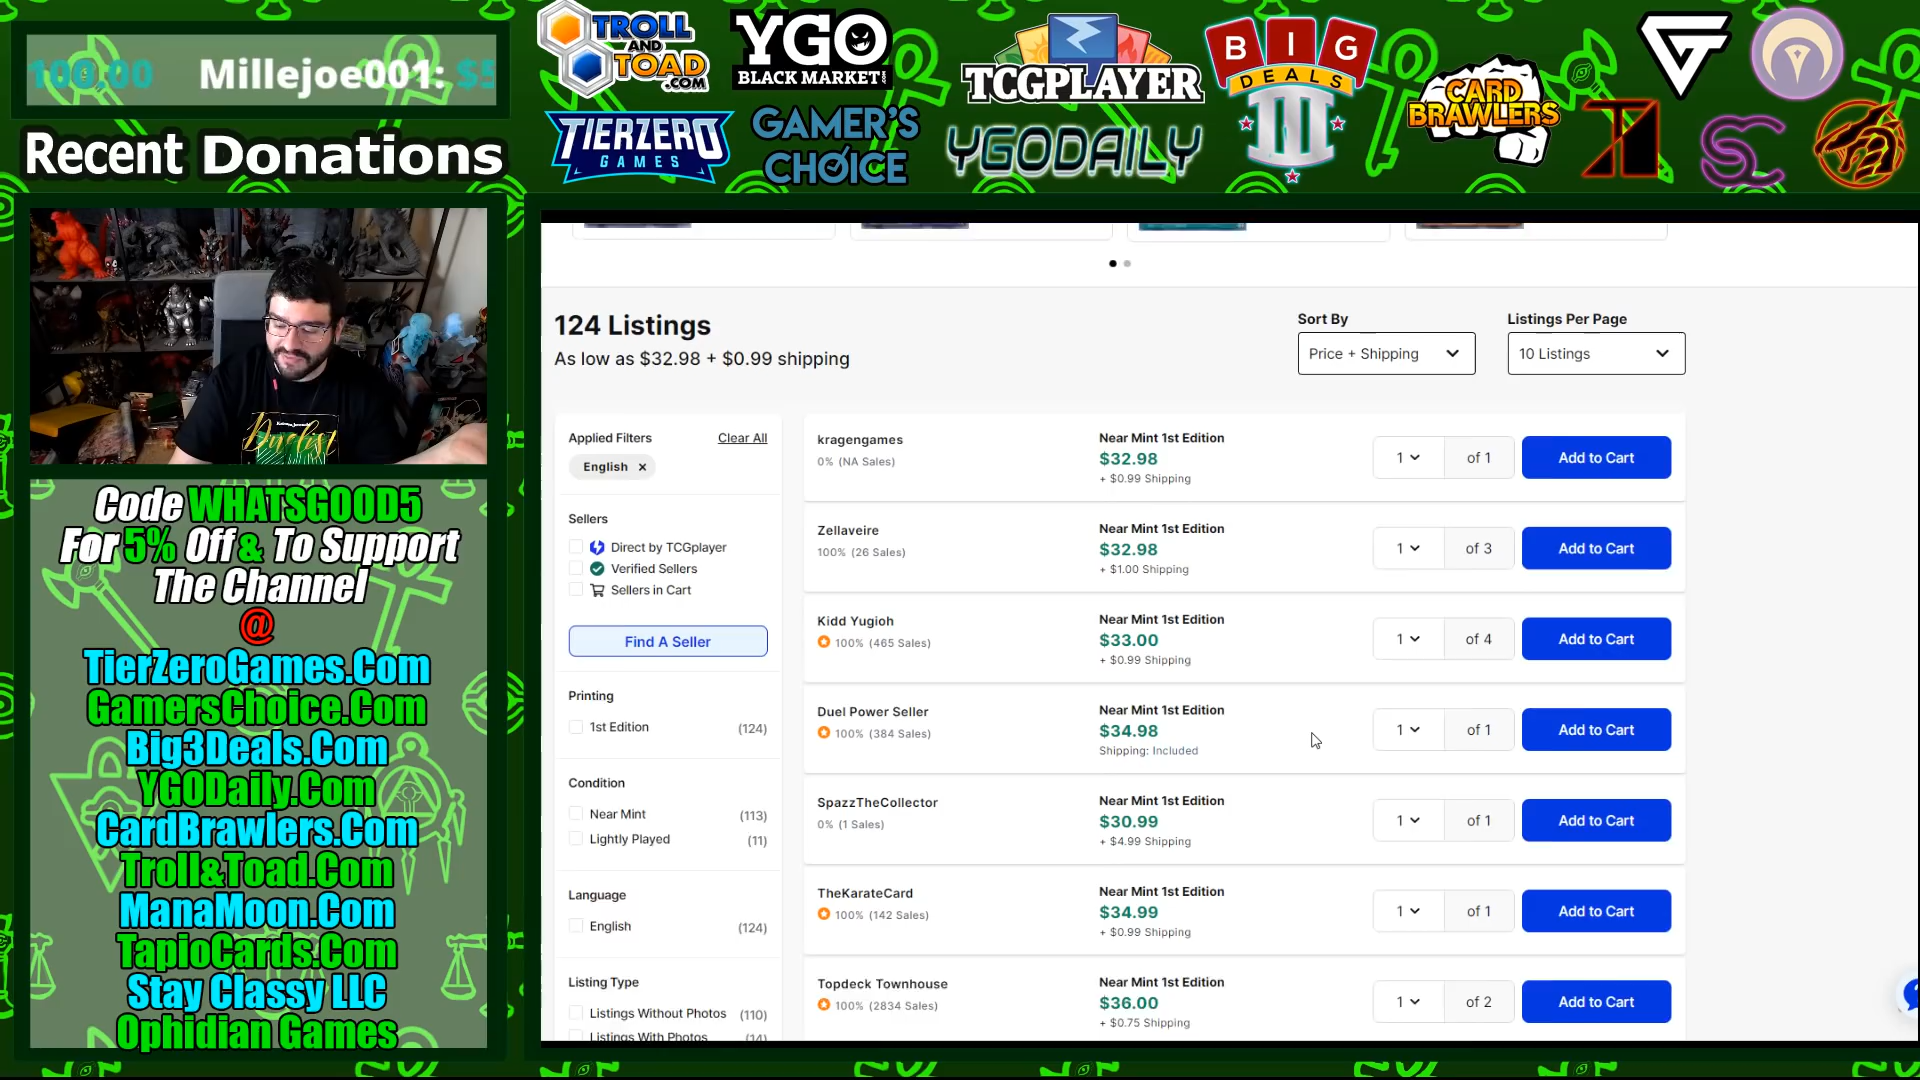 100.00 Millejoe001: $5
Recent Donations
TROLL
AND
TOAD
.COM
YGO
BLACK MARKET.COM
TCGPLAYER
BIG
DEALS
III
CARD
BRAWLERS
TIERZERO
GAMES
GAMER'S
CHOICE
YGODAILY
SC
Duelist
Code WHATSGOOD5
For 5% Off & To Support
The Channel
@
TierZeroGames.Com
GamersChoice.Com
Big3Deals.Com
YGODaily.Com
CardBrawlers.Com
Troll&Toad.Com
ManaMoon.Com
TapioCards.Com
Stay Classy LLC
Ophidian Games
124 Listings
As low as $32.98 + $0.99 shipping
Sort By
Price + Shipping
Listings Per Page
10 Listings
Applied Filters
Clear All
English ×
Sellers
Direct by TCGplayer
Verified Sellers
Sellers in Cart
Find A Seller
Printing
1st Edition (124)
Condition
Near Mint (113)
Lightly Played (11)
Language
English (124)
Listing Type
Listings Without Photos (110)
Listings With Photos (14)
kragengames
0% (NA Sales)
Near Mint 1st Edition
$32.98
+ $0.99 Shipping
1 of 1 Add to Cart
Zellaveire
100% (26 Sales)
Near Mint 1st Edition
$32.98
+ $1.00 Shipping
1 of 3 Add to Cart
Kidd Yugioh
100% (465 Sales)
Near Mint 1st Edition
$33.00
+ $0.99 Shipping
1 of 4 Add to Cart
Duel Power Seller
100% (384 Sales)
Near Mint 1st Edition
$34.98
Shipping: Included
1 of 1 Add to Cart
SpazzTheCollector
0% (1 Sales)
Near Mint 1st Edition
$30.99
+ $4.99 Shipping
1 of 1 Add to Cart
TheKarateCard
100% (142 Sales)
Near Mint 1st Edition
$34.99
+ $0.99 Shipping
1 of 1 Add to Cart
Topdeck Townhouse
100% (2834 Sales)
Near Mint 1st Edition
$36.00
+ $0.75 Shipping
1 of 2 Add to Cart